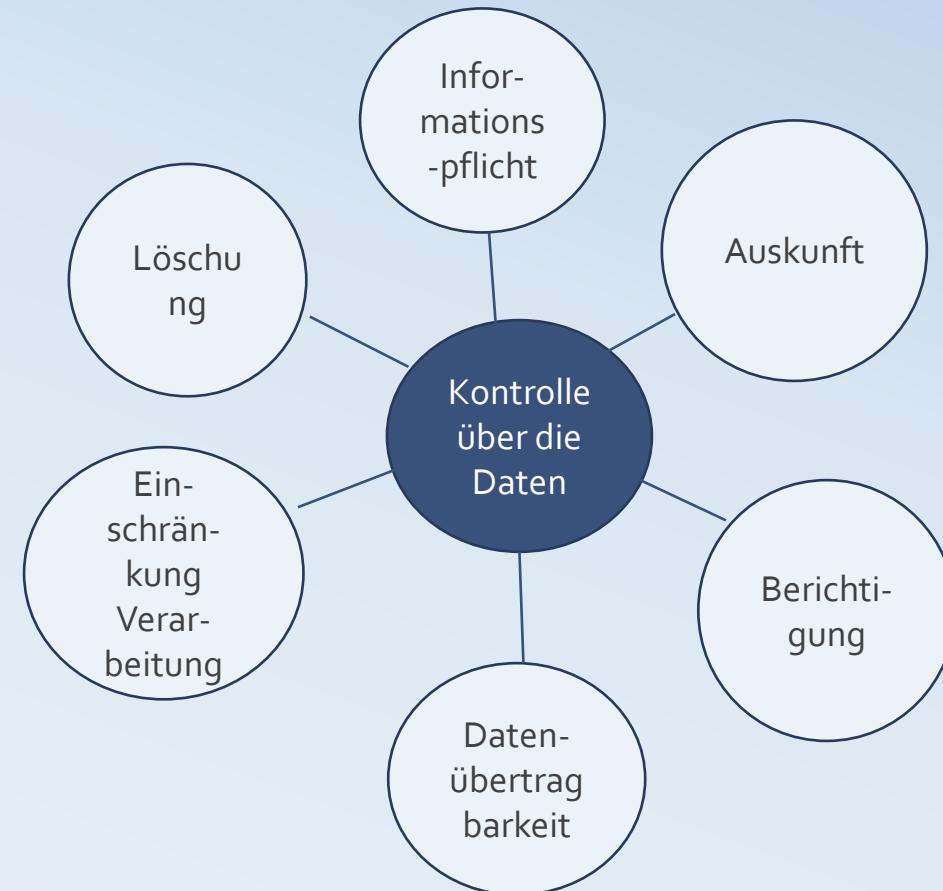 Infor-
mations
-pflicht
Auskunft
Löschu
ng
Kontrolle
über die
Daten
Ein-
schrän-
kung
Verar-
beitung
Berichti-
gung
Daten-
übertrag
barkeit